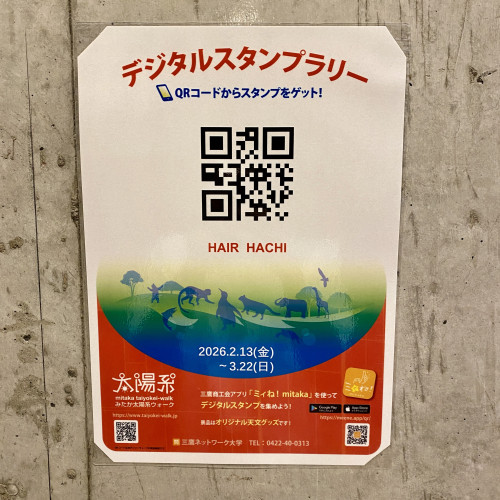 デジタルスタンプラリー
QRコードからスタンプをゲット!
HAIR HACHI
2026.2.13(金)
～3.22(日)
太陽系
mitaka taiyokei-walk
みたか太陽系ウォーク
https://www.taiyokei-walk.jp
三鷹商工会アプリ「ミィね！mitaka」を使って
デジタルスタンプを集めよう!
景品はオリジナル天文グッズです!
Google Play
App Store
三鷹ネットワーク大学 TEL: 0422-40-0313